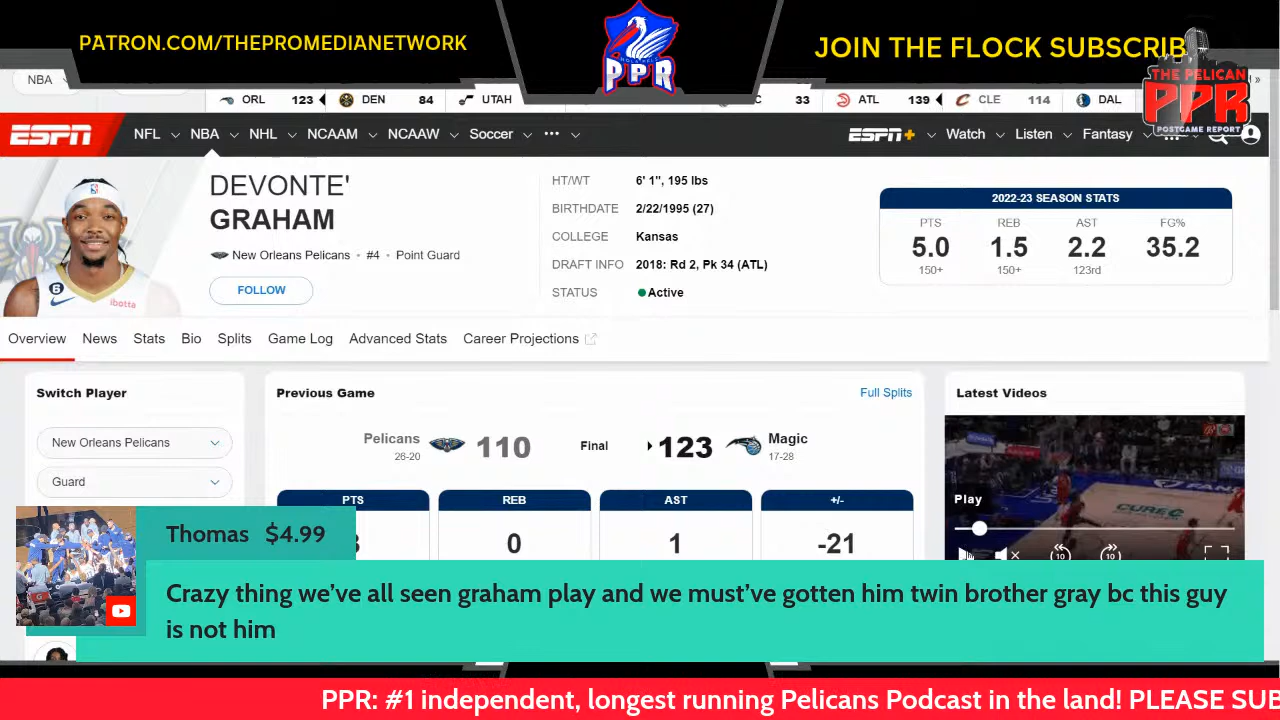 PATRON.COM/THEPROMEDIANETWORK
PPR
JOIN THE FLOCK SUBSCRIB
THE PELICAN
PPR
POSTGAME REPORT
NBA
ORL 123 DEN 84 UTAH
33 ATL 139 CLE 114 DAL
ESPN NFL NBA NHL NCAAM NCAAW Soccer ••• ESPN+ Watch Listen Fantasy
DEVONTE'
GRAHAM
New Orleans Pelicans • #4 • Point Guard
FOLLOW
6
ibotta
HT/WT 6' 1", 195 lbs
BIRTHDATE 2/22/1995 (27)
COLLEGE Kansas
DRAFT INFO 2018: Rd 2, Pk 34 (ATL)
STATUS Active
2022-23 SEASON STATS
PTS REB AST FG%
5.0 1.5 2.2 35.2
150+ 150+ 123rd
Overview News Stats Bio Splits Game Log Advanced Stats Career Projections
Switch Player
New Orleans Pelicans
Guard
Previous Game Full Splits
Pelicans 110 Final 123 Magic
26-20 17-28
PTS REB AST +/-
0 1 -21
Latest Videos
Play
CURE
10 10
Thomas $4.99
Crazy thing we've all seen graham play and we must've gotten him twin brother gray bc this guy
is not him
PPR: #1 independent, longest running Pelicans Podcast in the land! PLEASE SUB